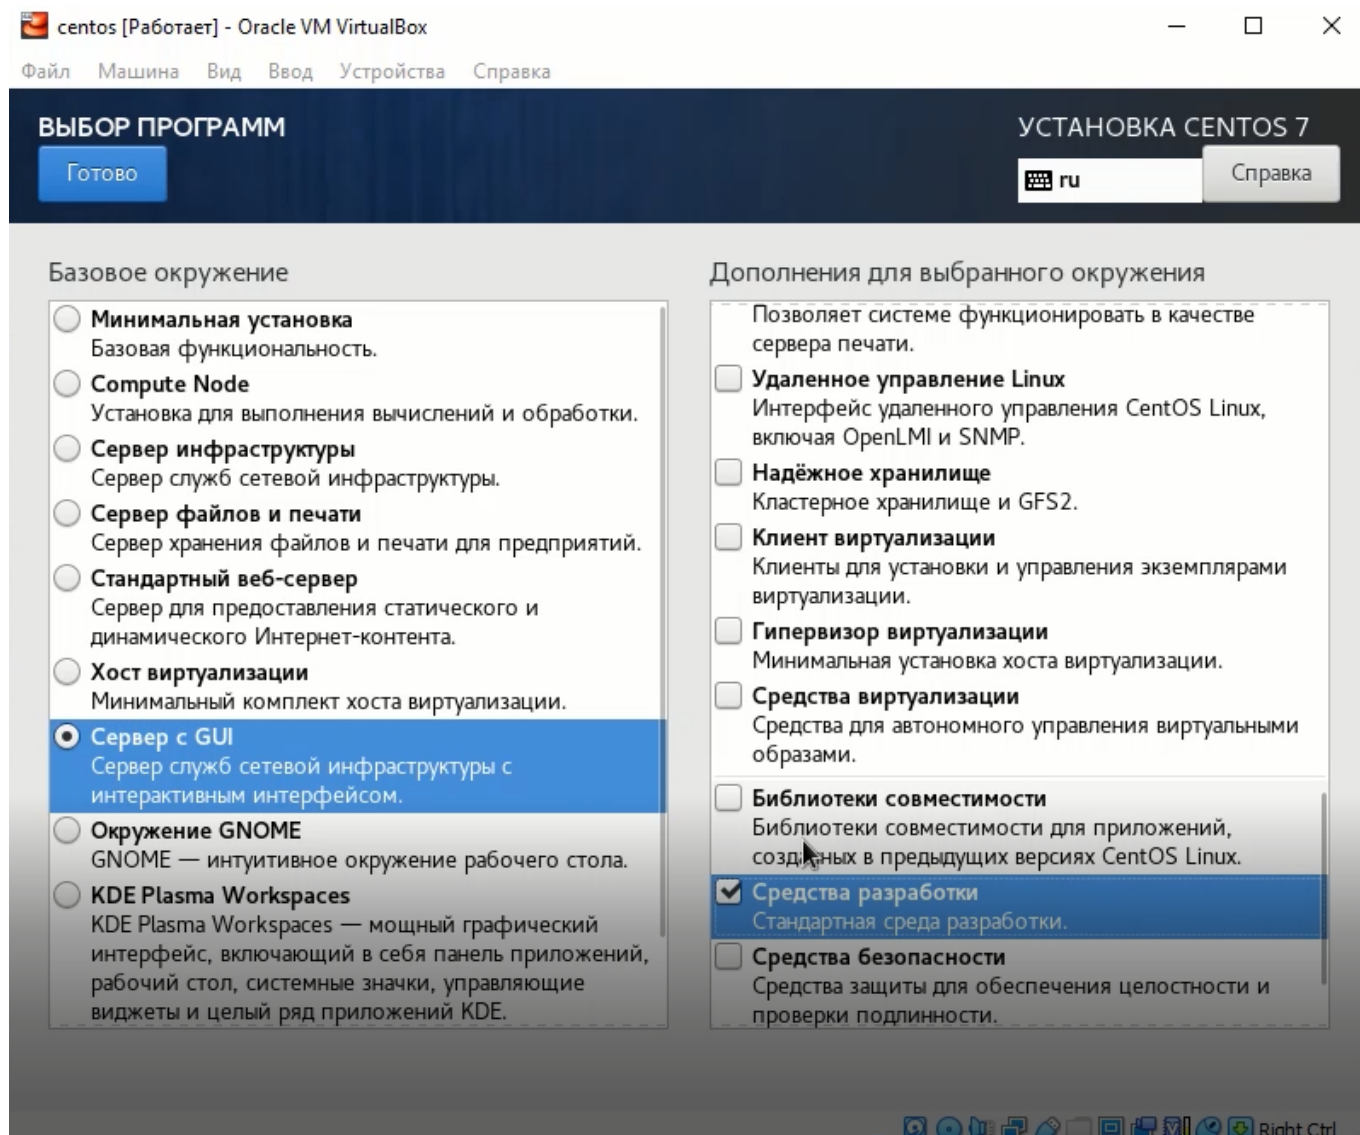 centos [Работает] - Oracle VM VirtualBox
Файл Машина Вид Ввод Устройства Справка
ВЫБОР ПРОГРАММ
УСТАНОВКА CENTOS 7
Готово
ru
Справка
Базовое окружение
Минимальная установка
Базовая функциональность.
Compute Node
Установка для выполнения вычислений и обработки.
Сервер инфраструктуры
Сервер служб сетевой инфраструктуры.
Сервер файлов и печати
Сервер хранения файлов и печати для предприятий.
Стандартный веб-сервер
Сервер для предоставления статического и
динамического Интернет-контента.
Хост виртуализации
Минимальный комплект хоста виртуализации.
Сервер с GUI
Сервер служб сетевой инфраструктуры с
интерактивным интерфейсом.
Окружение GNOME
GNOME — интуитивное окружение рабочего стола.
KDE Plasma Workspaces
KDE Plasma Workspaces — мощный графический
интерфейс, включающий в себя панель приложений,
рабочий стол, системные значки, управляющие
виджеты и целый ряд приложений KDE.
Дополнения для выбранного окружения
Позволяет системе функционировать в качестве
сервера печати.
Удаленное управление Linux
Интерфейс удаленного управления CentOS Linux,
включая OpenLMI и SNMP.
Надёжное хранилище
Кластерное хранилище и GFS2.
Клиент виртуализации
Клиенты для установки и управления экземплярами
виртуализации.
Гипервизор виртуализации
Минимальная установка хоста виртуализации.
Средства виртуализации
Средства для автономного управления виртуальными
образами.
Библиотеки совместимости
Библиотеки совместимости для приложений,
созданных в предыдущих версиях CentOS Linux.
Средства разработки
Стандартная среда разработки.
Средства безопасности
Средства защиты для обеспечения целостности и
проверки подлинности.
Right Ctrl